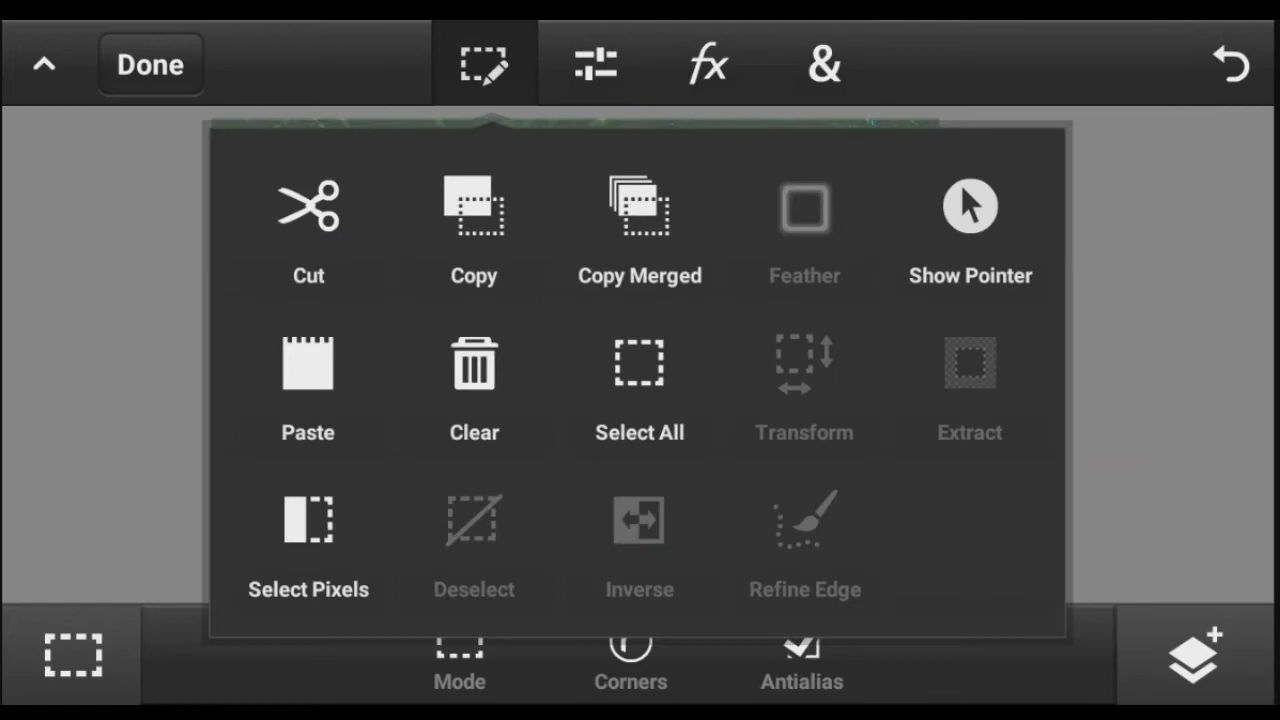 Done
fx
&
Cut
Copy
Copy Merged
Feather
Show Pointer
Paste
Clear
Select All
Transform
Extract
Select Pixels
Deselect
Inverse
Refine Edge
Mode
Corners
Antialias